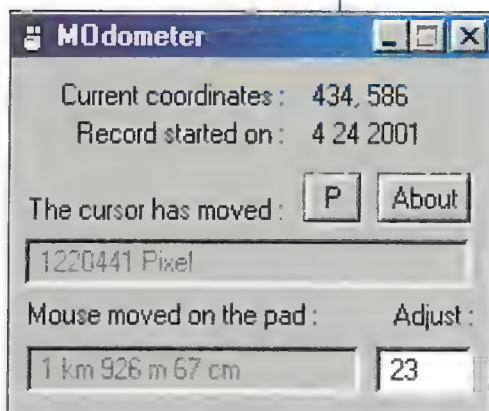 MOdometer
Current coordinates : 434, 586
Record started on : 4 24 2001
The cursor has moved : P About
1220441 Pixel
Mouse moved on the pad : Adjust :
1 km 926 m 67 cm 23